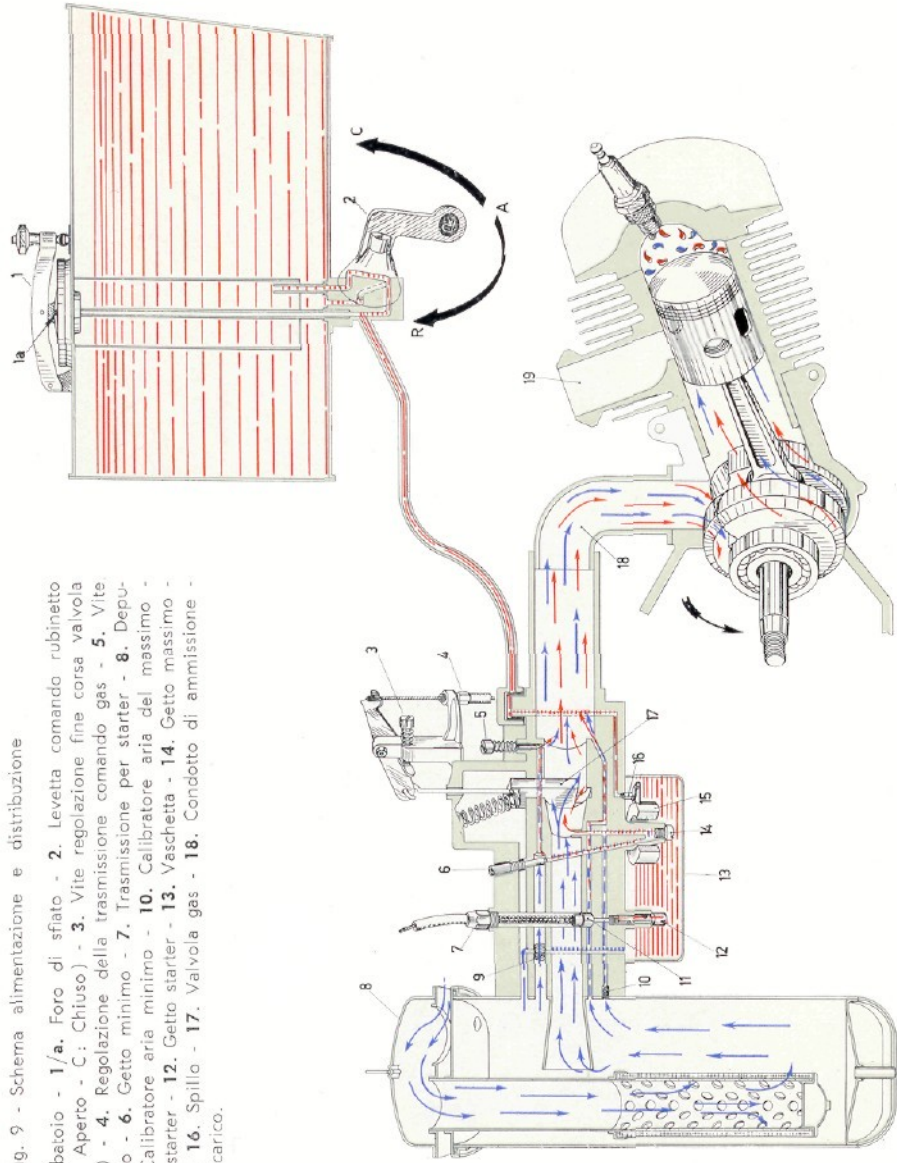 ig. 9 - Schema alimentazione e distribuzione
batoio - 1/a. Foro di sfiato - 2. Levetta comando rubinetto
Aperto - C: Chiuso) - 3. Vite regolazione fine corsa valvola
) - 4. Regolazione della trasmissione comando gas - 5. Vite
o - 6. Getto minimo - 7. Trasmissione per starter - 8. Depu-
Calibratore aria minimo - 10. Calibratore aria del massimo -
starter - 12. Getto starter - 13. Vaschetta - 14. Getto massimo -
16. Spillo - 17. Valvola gas - 18. Condotto di ammissione -
carico.
1
1a
2
C
A
R
3
4
5
6
7
8
9
10
11
12
13
14
15
16
17
18
19